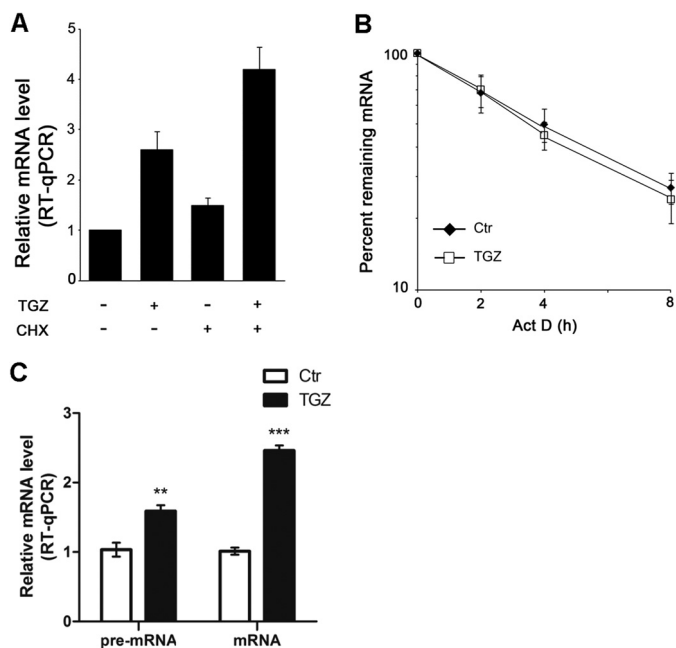 A
Relative mRNA level
(RT-qPCR)
5
4
3
2
1
0
TGZ - + - +
CHX - - + +
B
Percent remaining mRNA
100
10
Ctr
TGZ
0 2 4 8
Act D (h)
C
Ctr
TGZ
Relative mRNA level
(RT-qPCR)
3
2
1
0
**
***
pre-mRNA mRNA